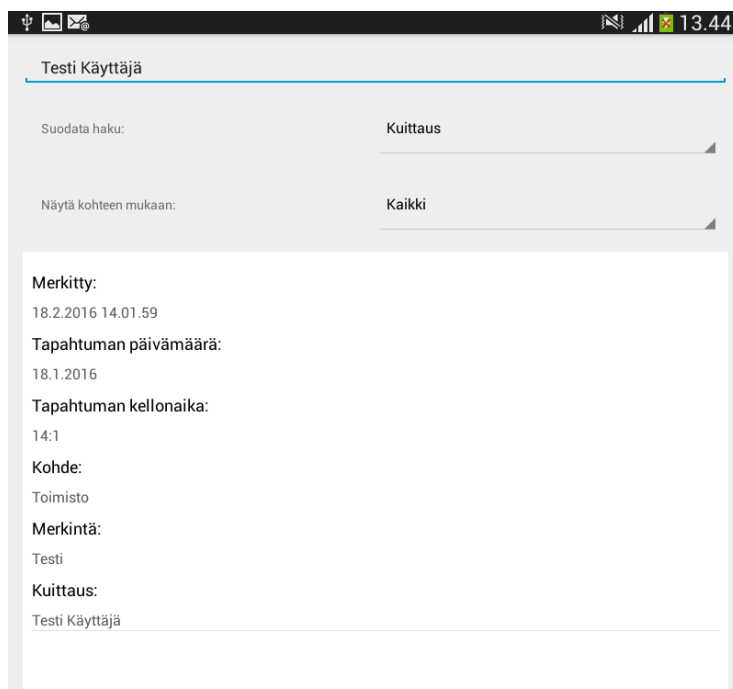 13.44
Testi Käyttäjä
Suodata haku: Kuittaus
Näytä kohteen mukaan: Kaikki
Merkitty:
18.2.2016 14.01.59
Tapahtuman päivämäärä:
18.1.2016
Tapahtuman kellonaika:
14:1
Kohde:
Toimisto
Merkintä:
Testi
Kuittaus:
Testi Käyttäjä